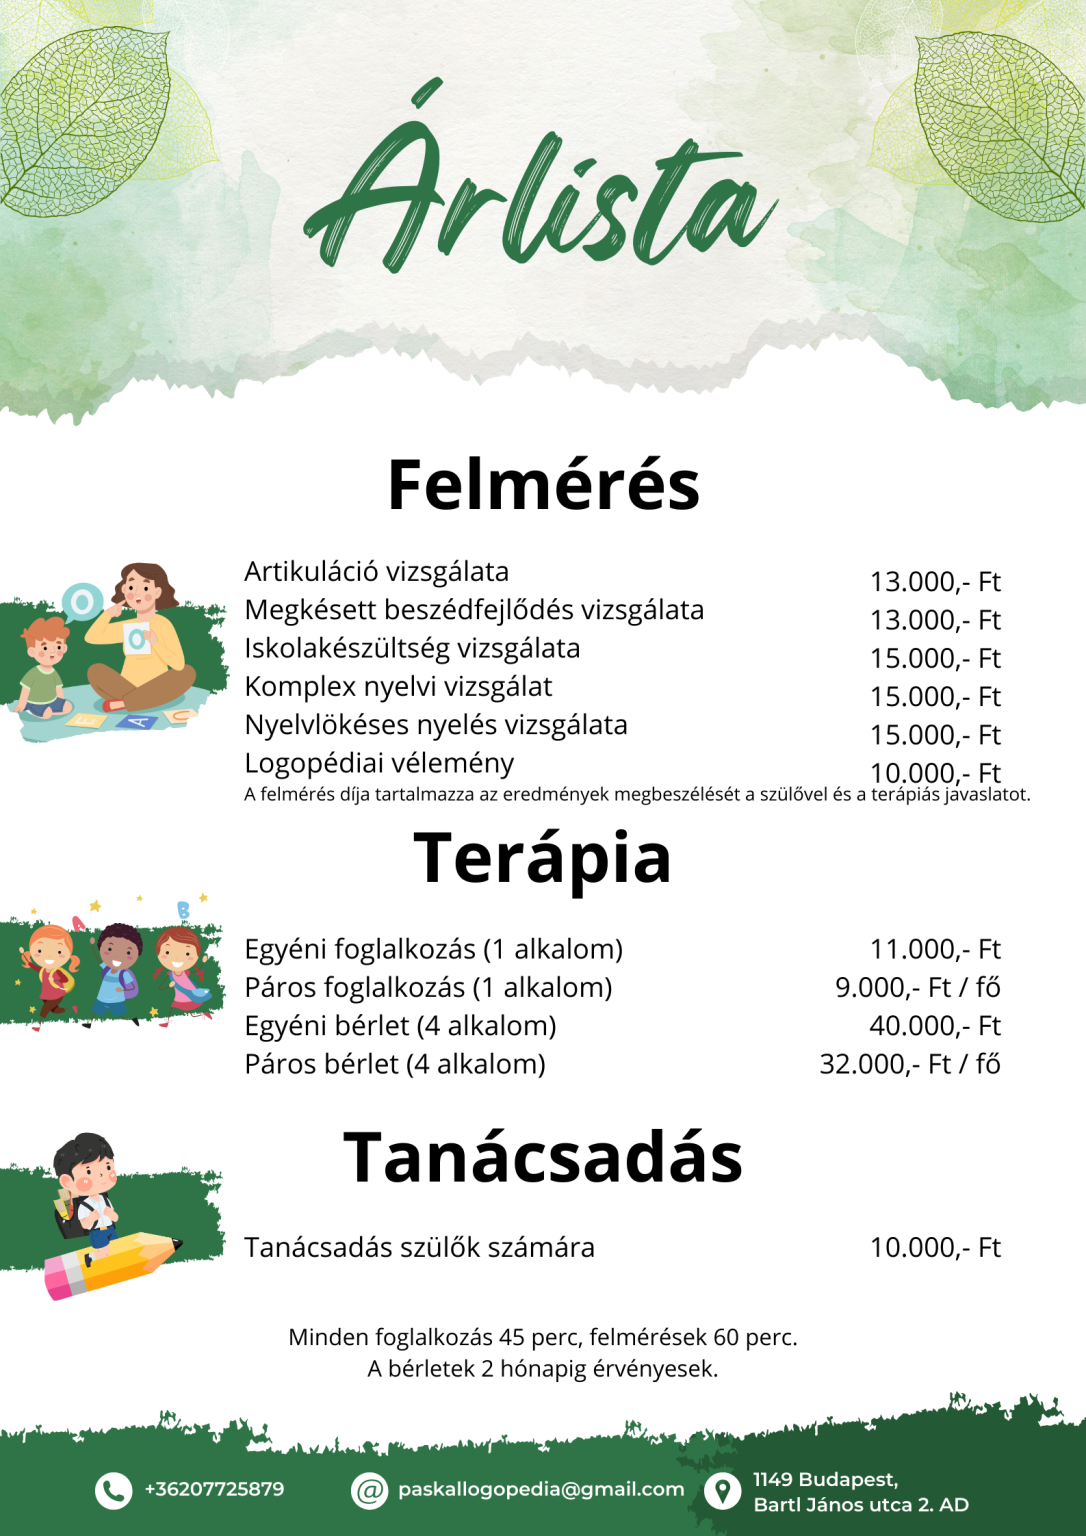 Árlista
Felmérés
Artikuláció vizsgálata 13.000,- Ft
Megkésett beszédfejlődés vizsgálata 13.000,- Ft
Iskolakészültség vizsgálata 15.000,- Ft
Komplex nyelvi vizsgálat 15.000,- Ft
Nyelvlökéses nyelés vizsgálata 15.000,- Ft
Logopédiai vélemény 10.000,- Ft
A felmérés díja tartalmazza az eredmények megbeszélését a szülővel és a terápiás javaslatot.
O
O
E A C
Terápia
A B
Egyéni foglalkozás (1 alkalom) 11.000,- Ft
Páros foglalkozás (1 alkalom) 9.000,- Ft / fő
Egyéni bérlet (4 alkalom) 40.000,- Ft
Páros bérlet (4 alkalom) 32.000,- Ft / fő
Tanácsadás
Tanácsadás szülők számára 10.000,- Ft
Minden foglalkozás 45 perc, felmérések 60 perc.
A bérletek 2 hónapig érvényesek.
+36207725879
@ paskallogopedia@gmail.com
1149 Budapest,
Bartl János utca 2. AD